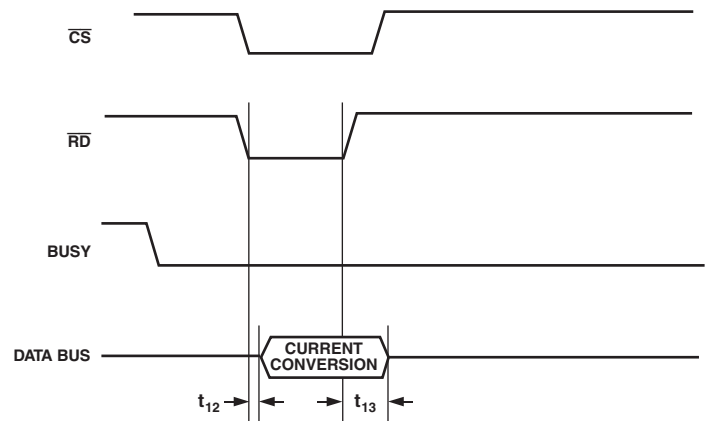 CS
RD
BUSY
DATA BUS
CURRENT
CONVERSION
t12
t13